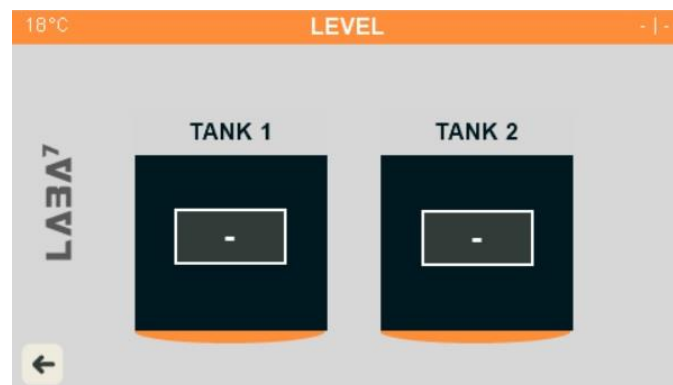 18°C
LEVEL
- | -
LABA⁷
TANK 1
TANK 2
-
-